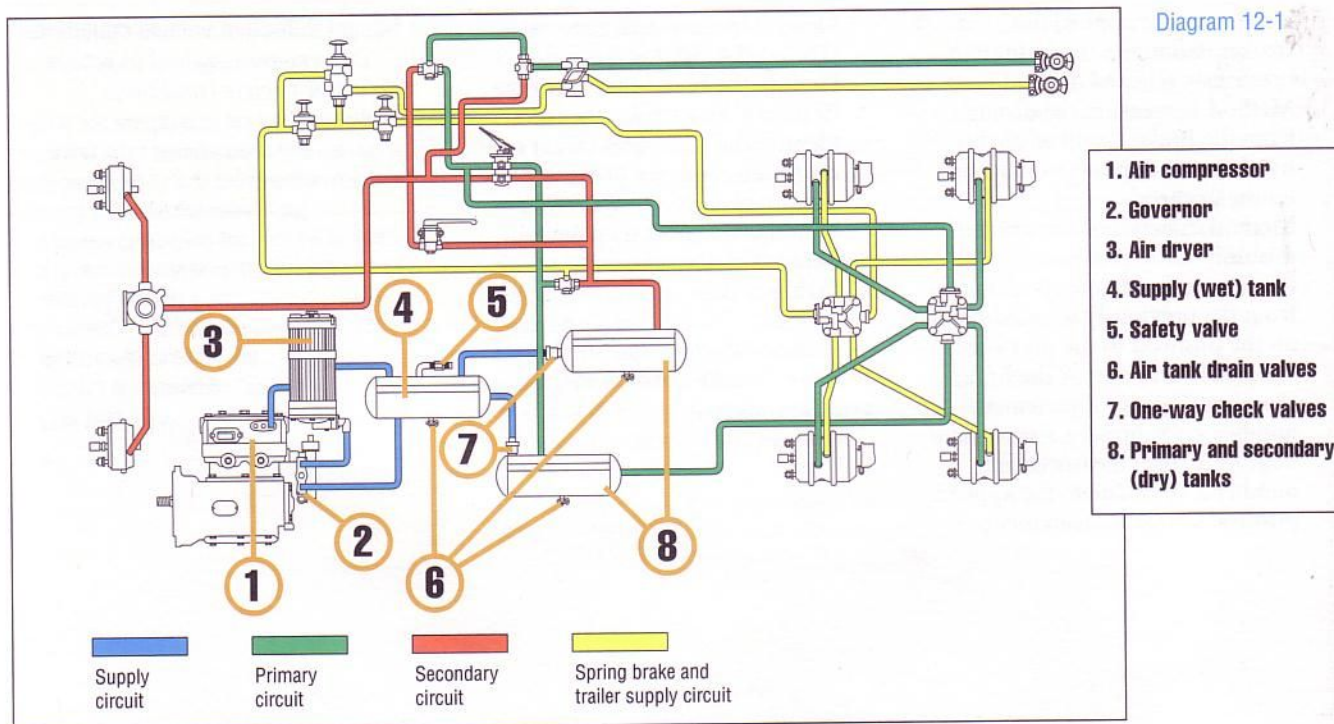 Diagram 12-1
1. Air compressor
2. Governor
3. Air dryer
4. Supply (wet) tank
5. Safety valve
6. Air tank drain valves
7. One-way check valves
8. Primary and secondary
(dry) tanks
3
4
5
7
1
2
6
8
Supply
circuit
Primary
circuit
Secondary
circuit
Spring brake and
trailer supply circuit